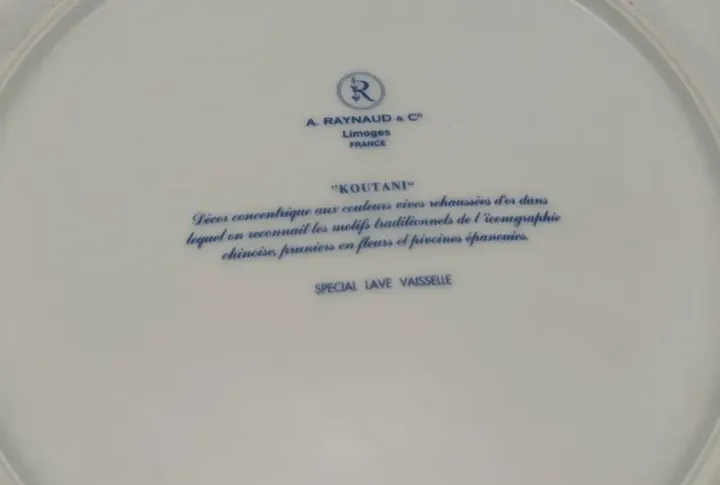 R
A. RAYNAUD & Cº
Limoges
FRANCE
"KOUTANI"
Décor concentrique aux couleurs vives rehaussées d'or dans
lequel on reconnait les motifs traditionnels de l'iconographie
chinoise, pruniers en fleurs et pivoines épanouies.
SPECIAL LAVE VAISSELLE